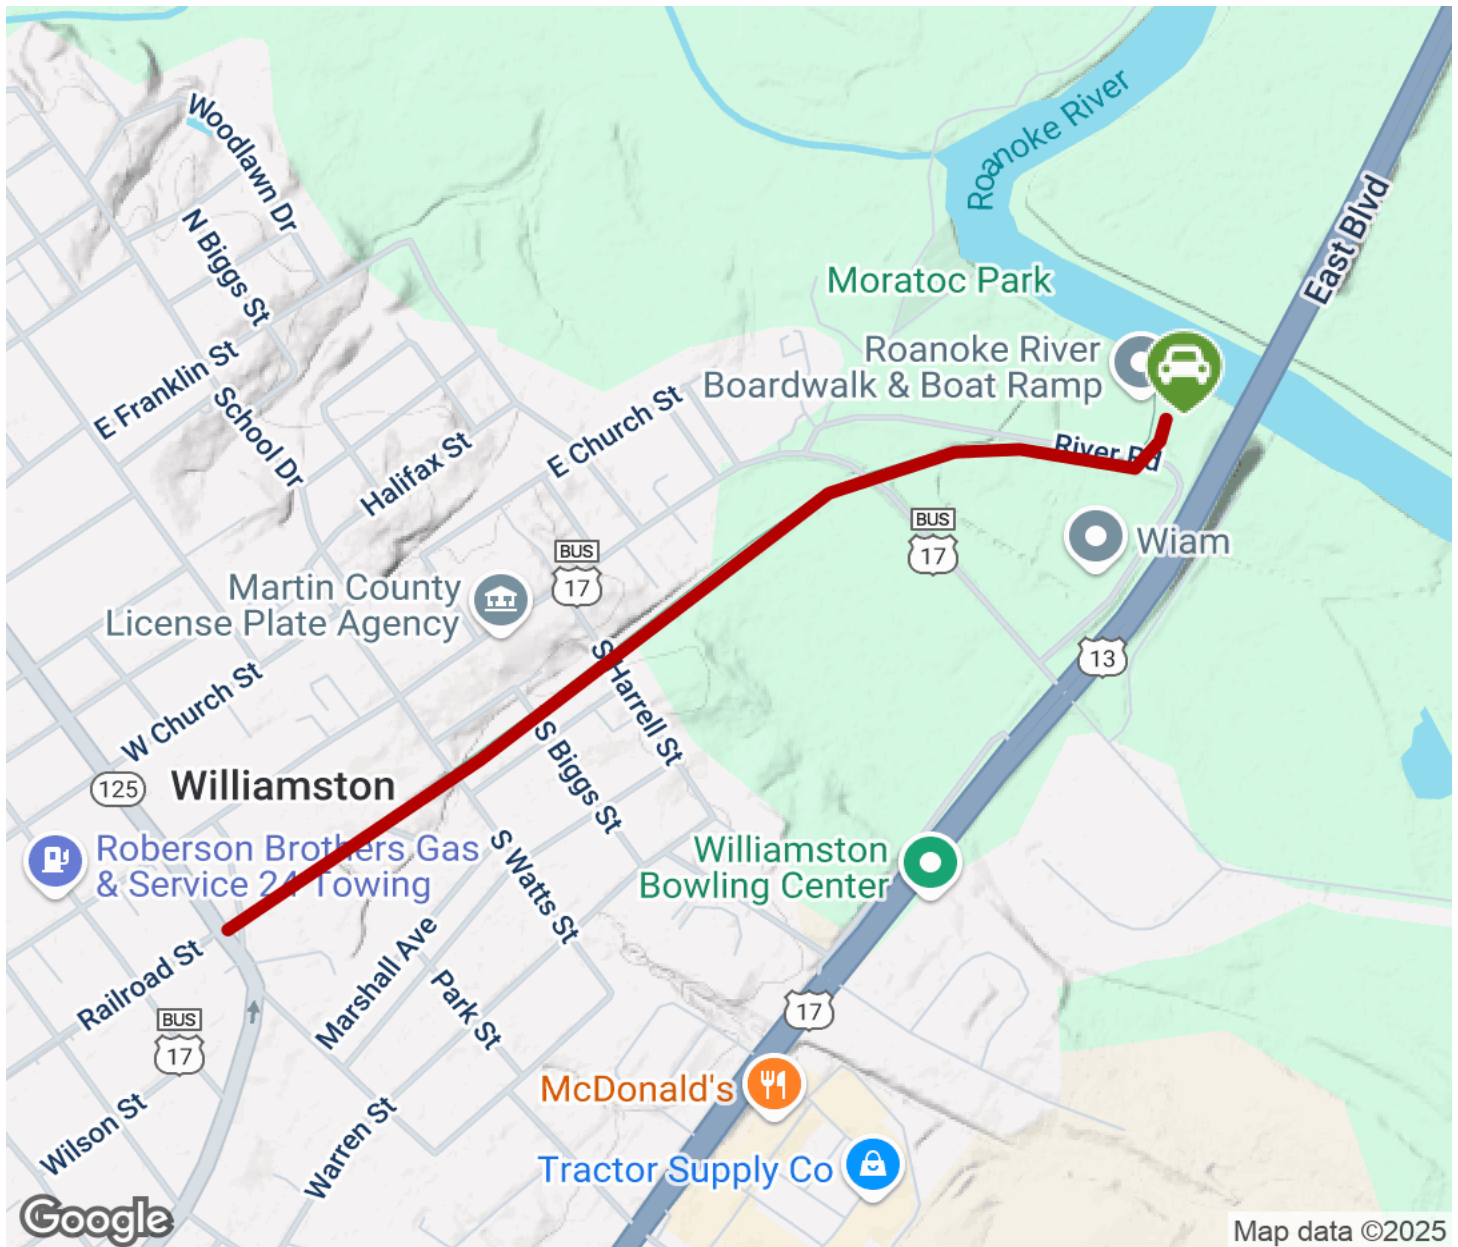 Woodlawn Dr
Roanoke River
N Biggs St
East Blvd
Moratoc Park
Roanoke River
Boardwalk & Boat Ramp
E Franklin St
School Dr
E Church St
Halifax St
River Rd
BUS
17
Wiam
BUS
17
Martin County
License Plate Agency
S Harrell St
13
W Church St
S Biggs St
125
Williamston
Roberson Brothers Gas
& Service 24 Towing
S Watts St
Williamston
Bowling Center
Railroad St
Marshall Ave
Park St
17
BUS
17
McDonald's
Wilson St
Warren St
Tractor Supply Co
Google
Map data ©2025